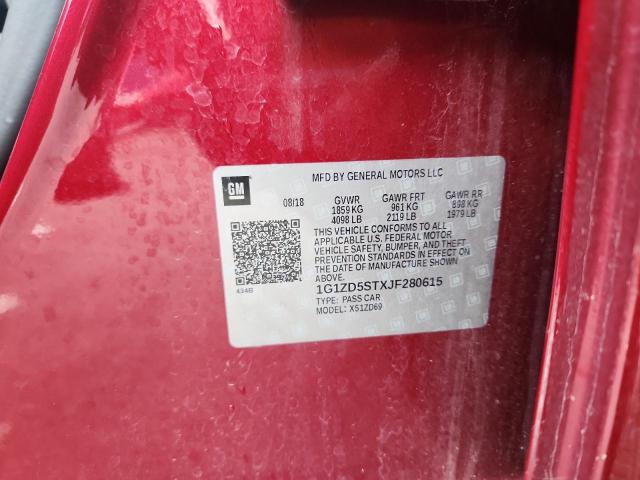 MFD BY GENERAL MOTORS LLC
GM
08/18 GVWR GAWR FRT GAWR RR
1859 KG 961 KG 898 KG
4098 LB 2119 LB 1979 LB
THIS VEHICLE CONFORMS TO ALL
APPLICABLE U.S. FEDERAL MOTOR
VEHICLE SAFETY, BUMPER, AND THEFT
PREVENTION STANDARDS IN EFFECT ON
THE DATE OF MANUFACTURE SHOWN
ABOVE.
434B
1G1ZD5STXJF280615
TYPE: PASS CAR
MODEL: X51ZD69